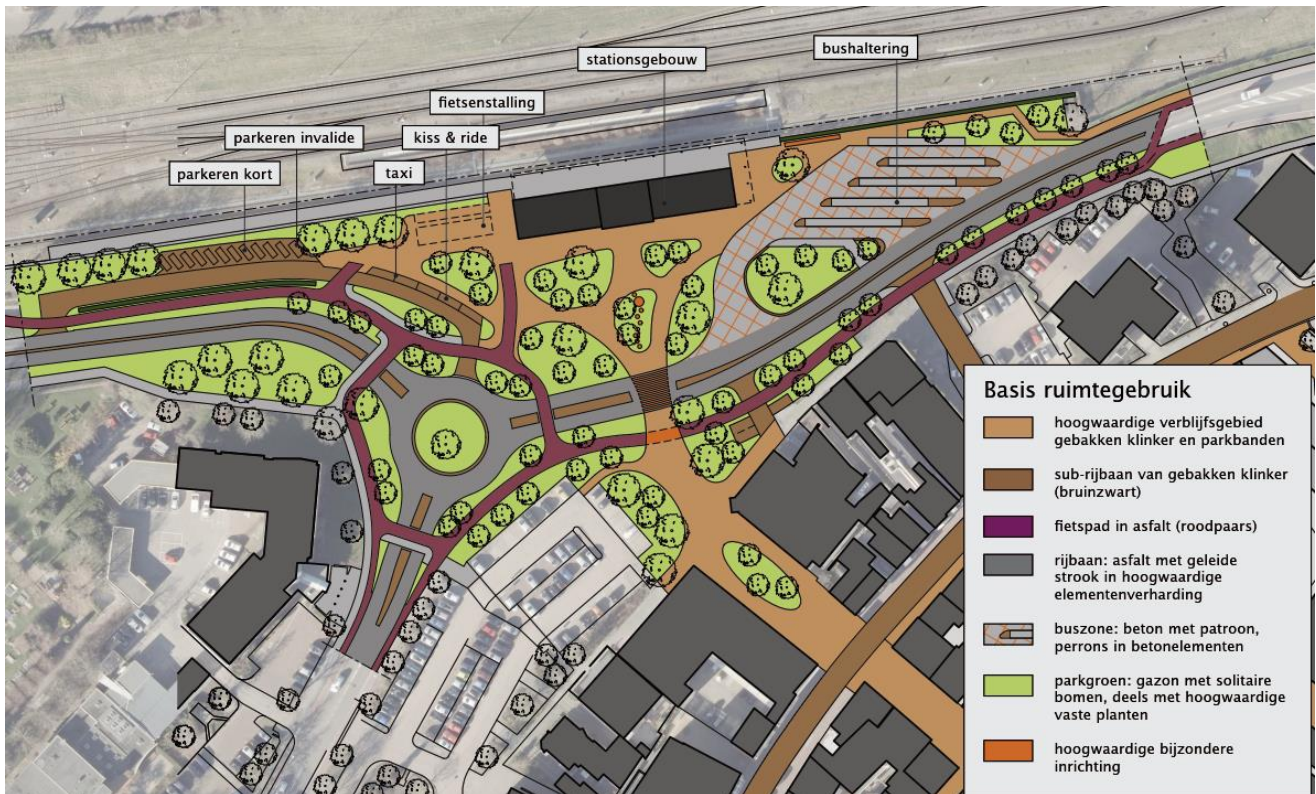 stationsgebouw
bushaltering
fietsenstalling
parkeren invalide
kiss & ride
parkeren kort
taxi
Basis ruimtegebruik
hoogwaardige verblijfsgebied
gebakken klinker en parkbanden
sub-rijbaan van gebakken klinker
(bruinzwart)
fietspad in asfalt (roodpaars)
rijbaan: asfalt met geleide
strook in hoogwaardige
elementenverharding
buszone: beton met patroon,
perrons in betonelementen
parkgroen: gazon met solitaire
bomen, deels met hoogwaardige
vaste planten
hoogwaardige bijzondere
inrichting